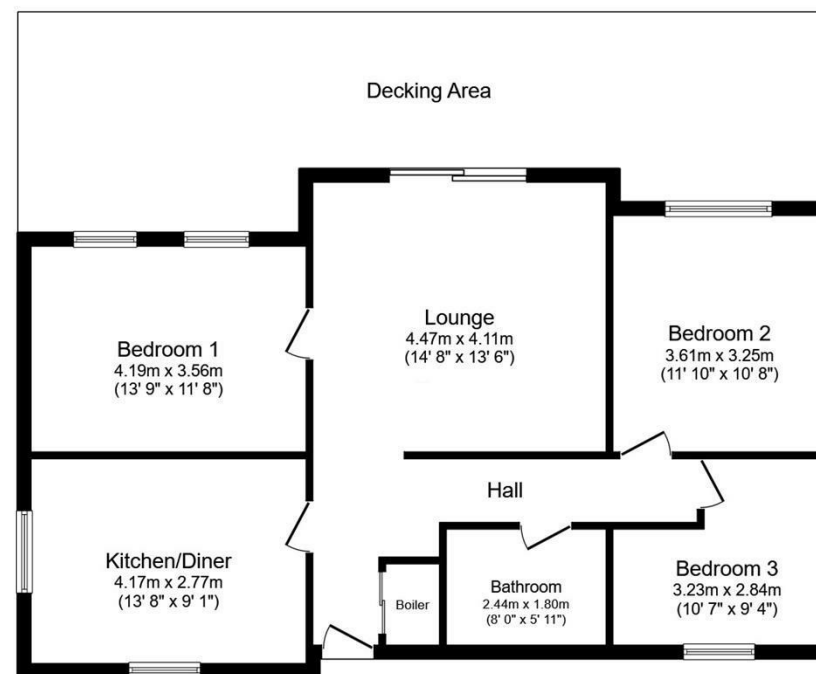 Decking Area
Lounge
4.47m x 4.11m
(14' 8" x 13' 6")
Bedroom 1
4.19m x 3.56m
(13' 9" x 11' 8")
Bedroom 2
3.61m x 3.25m
(11' 10" x 10' 8")
Hall
Kitchen/Diner
4.17m x 2.77m
(13' 8" x 9' 1")
Boiler
Bathroom
2.44m x 1.80m
(8' 0" x 5' 11")
Bedroom 3
3.23m x 2.84m
(10' 7" x 9' 4")